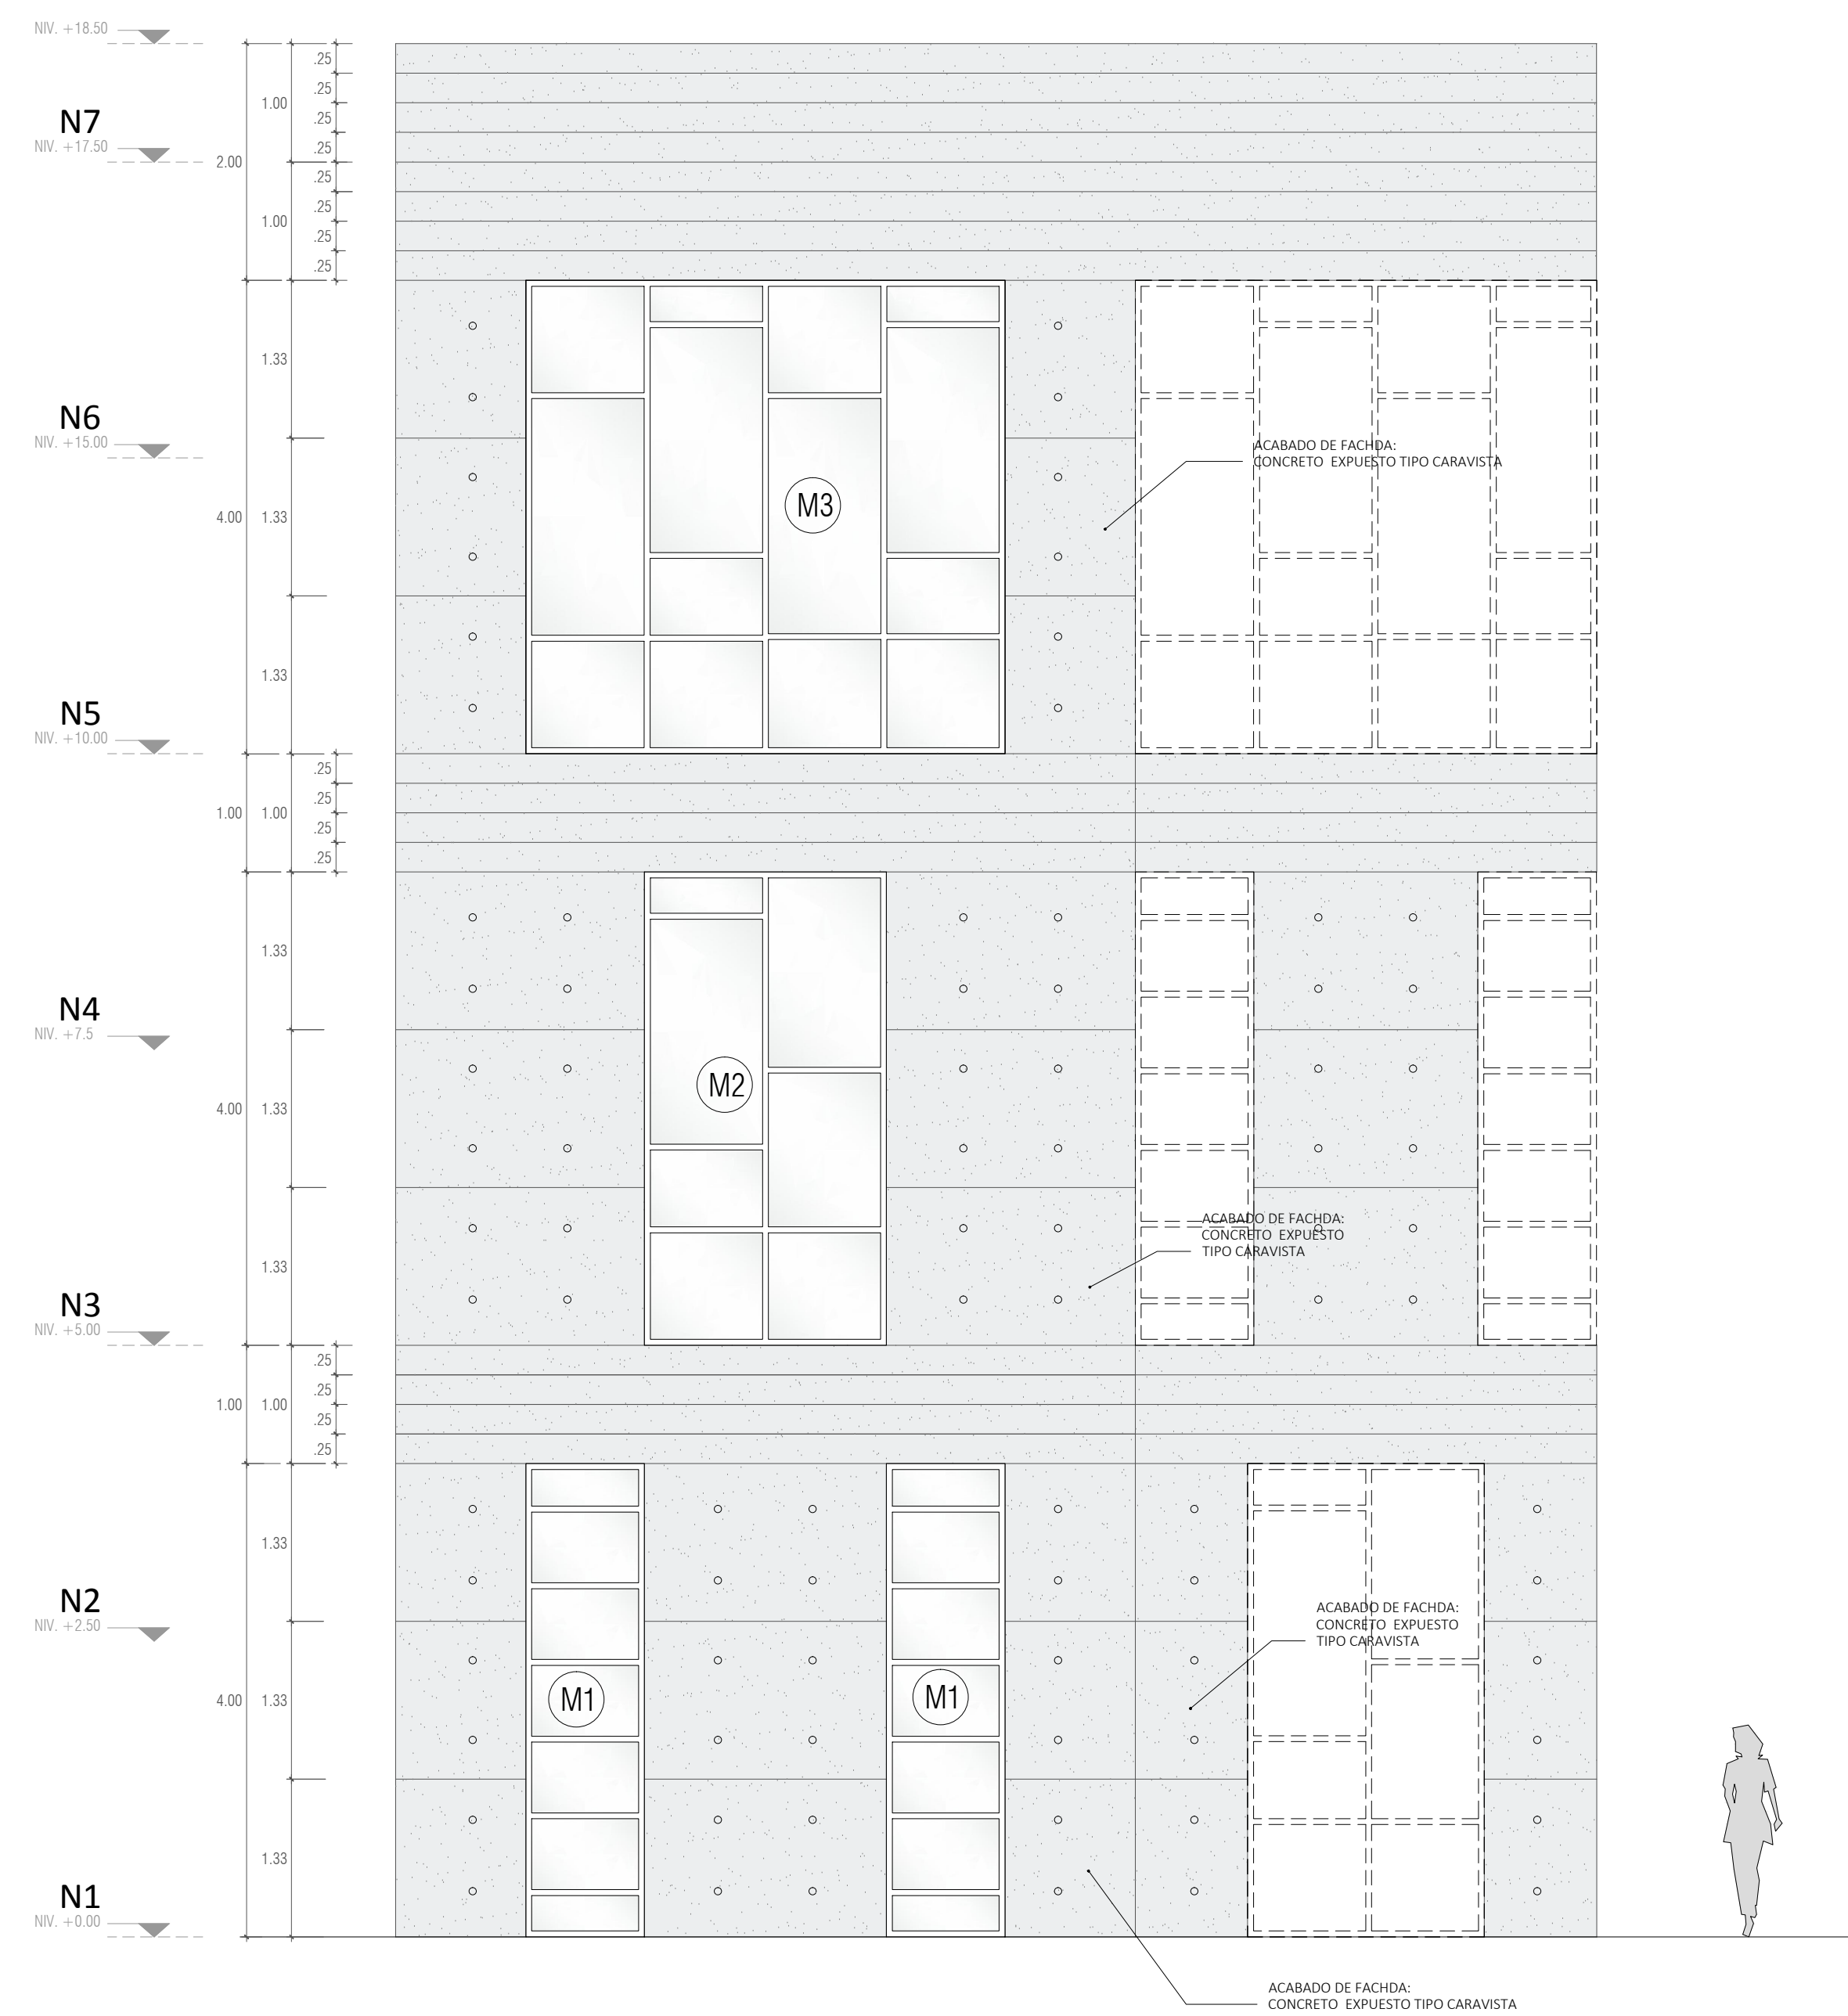 NIV. +18.50
.25
.25
1.00
N7
.25
NIV. +17.50
.25
2.00
.25
.25
1.00
.25
.25
1.33
N6
NIV. +15.00
ACABADO DE FACHDA:
CONCRETO EXPUESTO TIPO CARAVISTA
M3
4.00
1.33
1.33
N5
NIV. +10.00
.25
.25
1.00
1.00
.25
.25
1.33
N4
NIV. +7.5
M2
4.00
1.33
ACABADO DE FACHDA:
CONCRETO EXPUESTO
TIPO CARAVISTA
1.33
N3
NIV. +5.00
.25
.25
1.00
1.00
.25
.25
1.33
N2
NIV. +2.50
ACABADO DE FACHDA:
CONCRETO EXPUESTO
TIPO CARAVISTA
M1
M1
4.00
1.33
1.33
N1
NIV. +0.00
ACABADO DE FACHDA:
CONCRETO EXPUESTO TIPO CARAVISTA